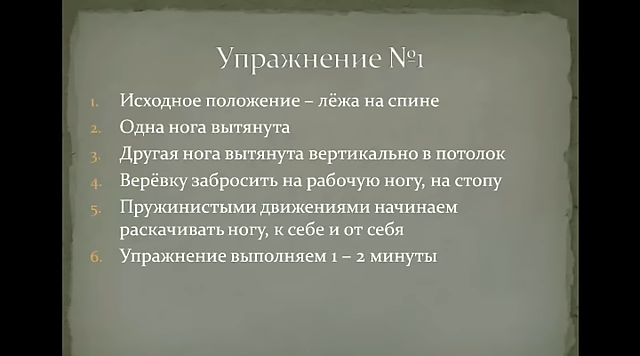 Упражнение №1
1. Исходное положение – лёжа на спине
2. Одна нога вытянута
3. Другая нога вытянута вертикально в потолок
4. Верёвку забросить на рабочую ногу, на стопу
5. Пружинистыми движениями начинаем
раскачивать ногу, к себе и от себя
6. Упражнение выполняем 1 – 2 минуты